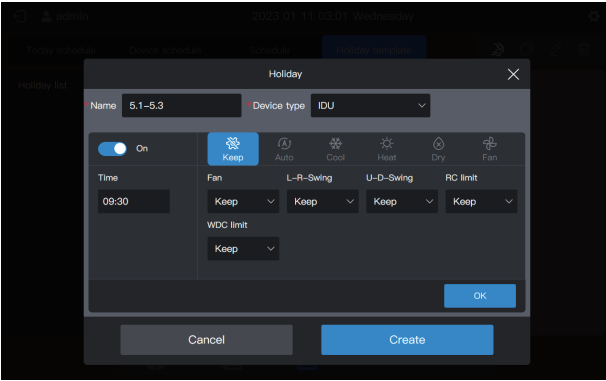 admin 2023 01 11 03:01 Wednesday
Today schedule Device schedule Schedule Holiday template
Holiday list
Holiday
* Name 5.1-5.3 * Device type IDU
On Keep Auto Cool Heat Dry Fan
Time Fan L-R-Swing U-D-Swing RC limit
09:30 Keep Keep Keep Keep
WDC limit
Keep
OK
Cancel Create